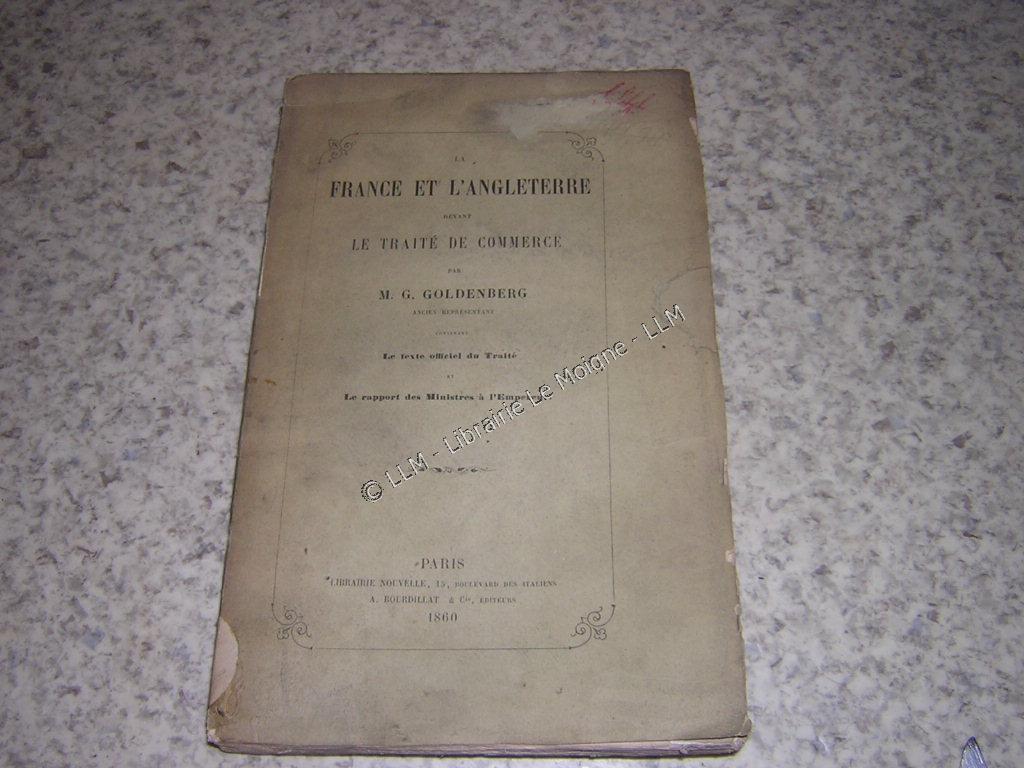 LA
FRANCE ET L'ANGLETERRE
DEVANT
LE TRAITÉ DE COMMERCE
PAR
M. G. GOLDENBERG
ANCIEN REPRÉSENTANT
CONTENANT
Le texte officiel du Traité
ET
Le rapport des Ministres à l'Empereur
© LLM - Librairie Le Moigne - LLM
PARIS
LIBRAIRIE NOUVELLE, 15, BOULEVARD DES ITALIENS
A. BOURDILLAT & Cie, ÉDITEURS
1860